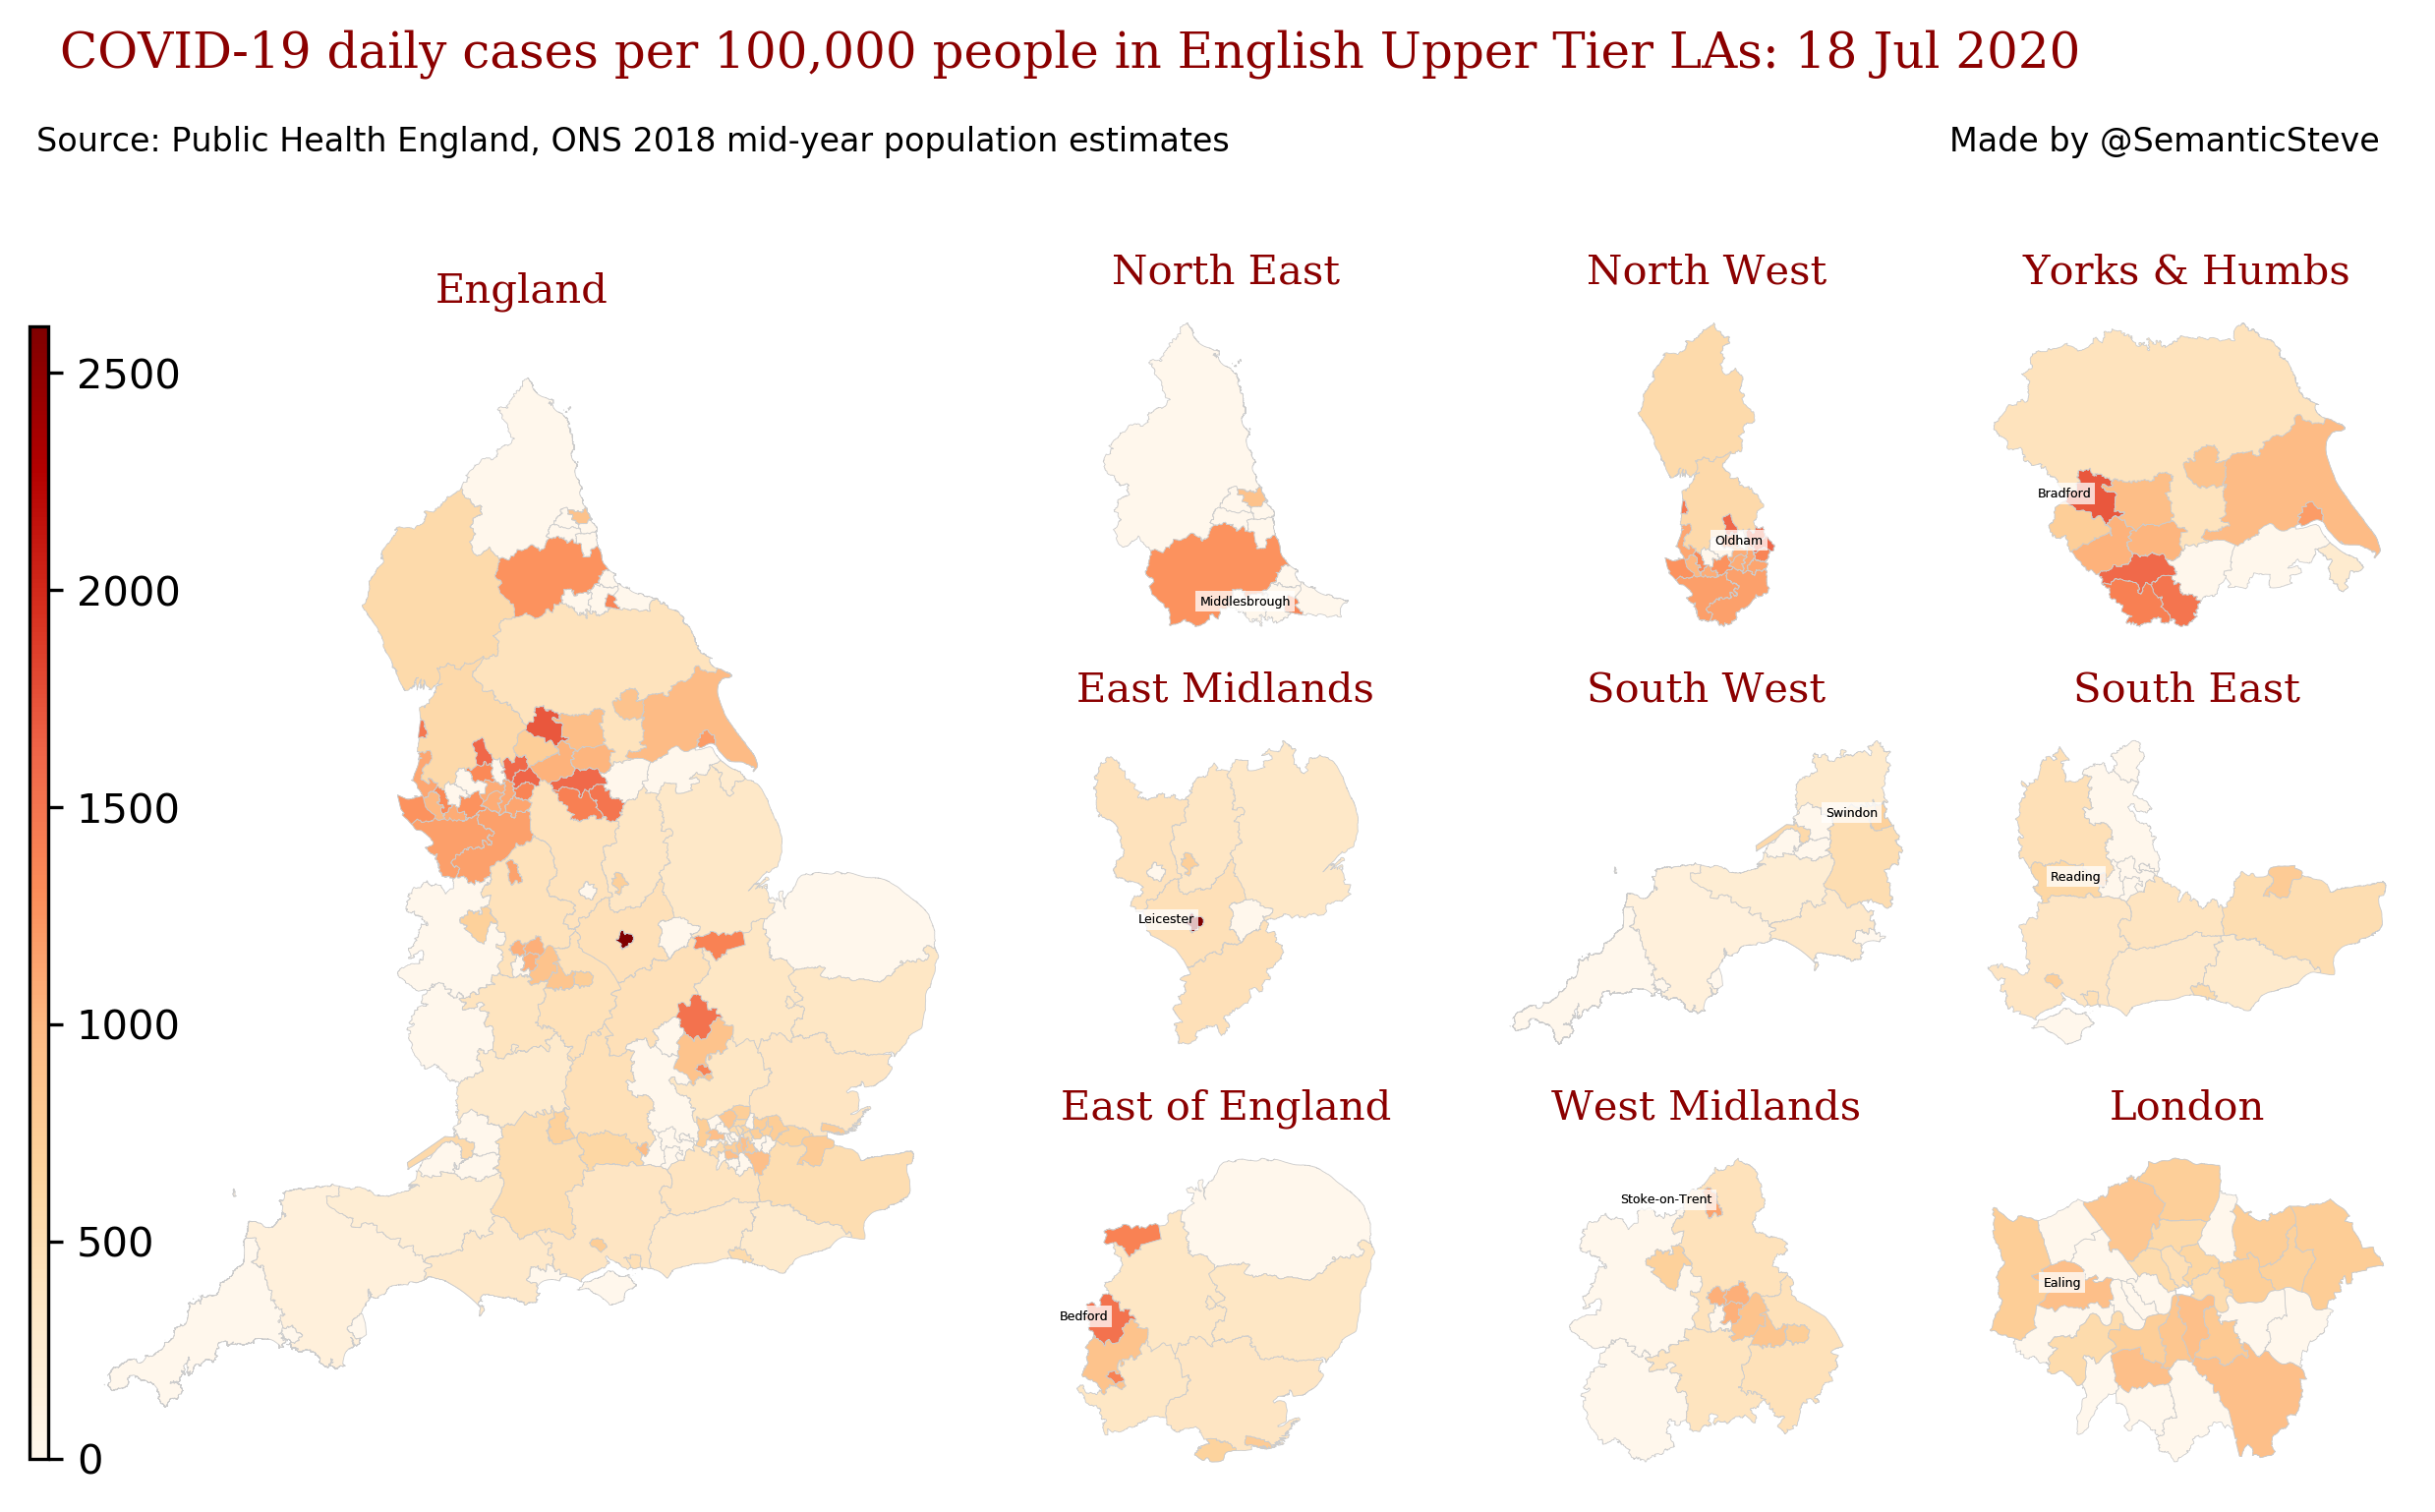 COVID-19 daily cases per 100,000 people in English Upper Tier LAs: 18 Jul 2020
Source: Public Health England, ONS 2018 mid-year population estimates
Made by @SemanticSteve
England
2500
2000
1500
1000
500
0
North East
Middlesbrough
North West
Oldham
Yorks & Humbs
Bradford
East Midlands
Leicester
South West
Swindon
South East
Reading
East of England
Bedford
West Midlands
Stoke-on-Trent
London
Ealing